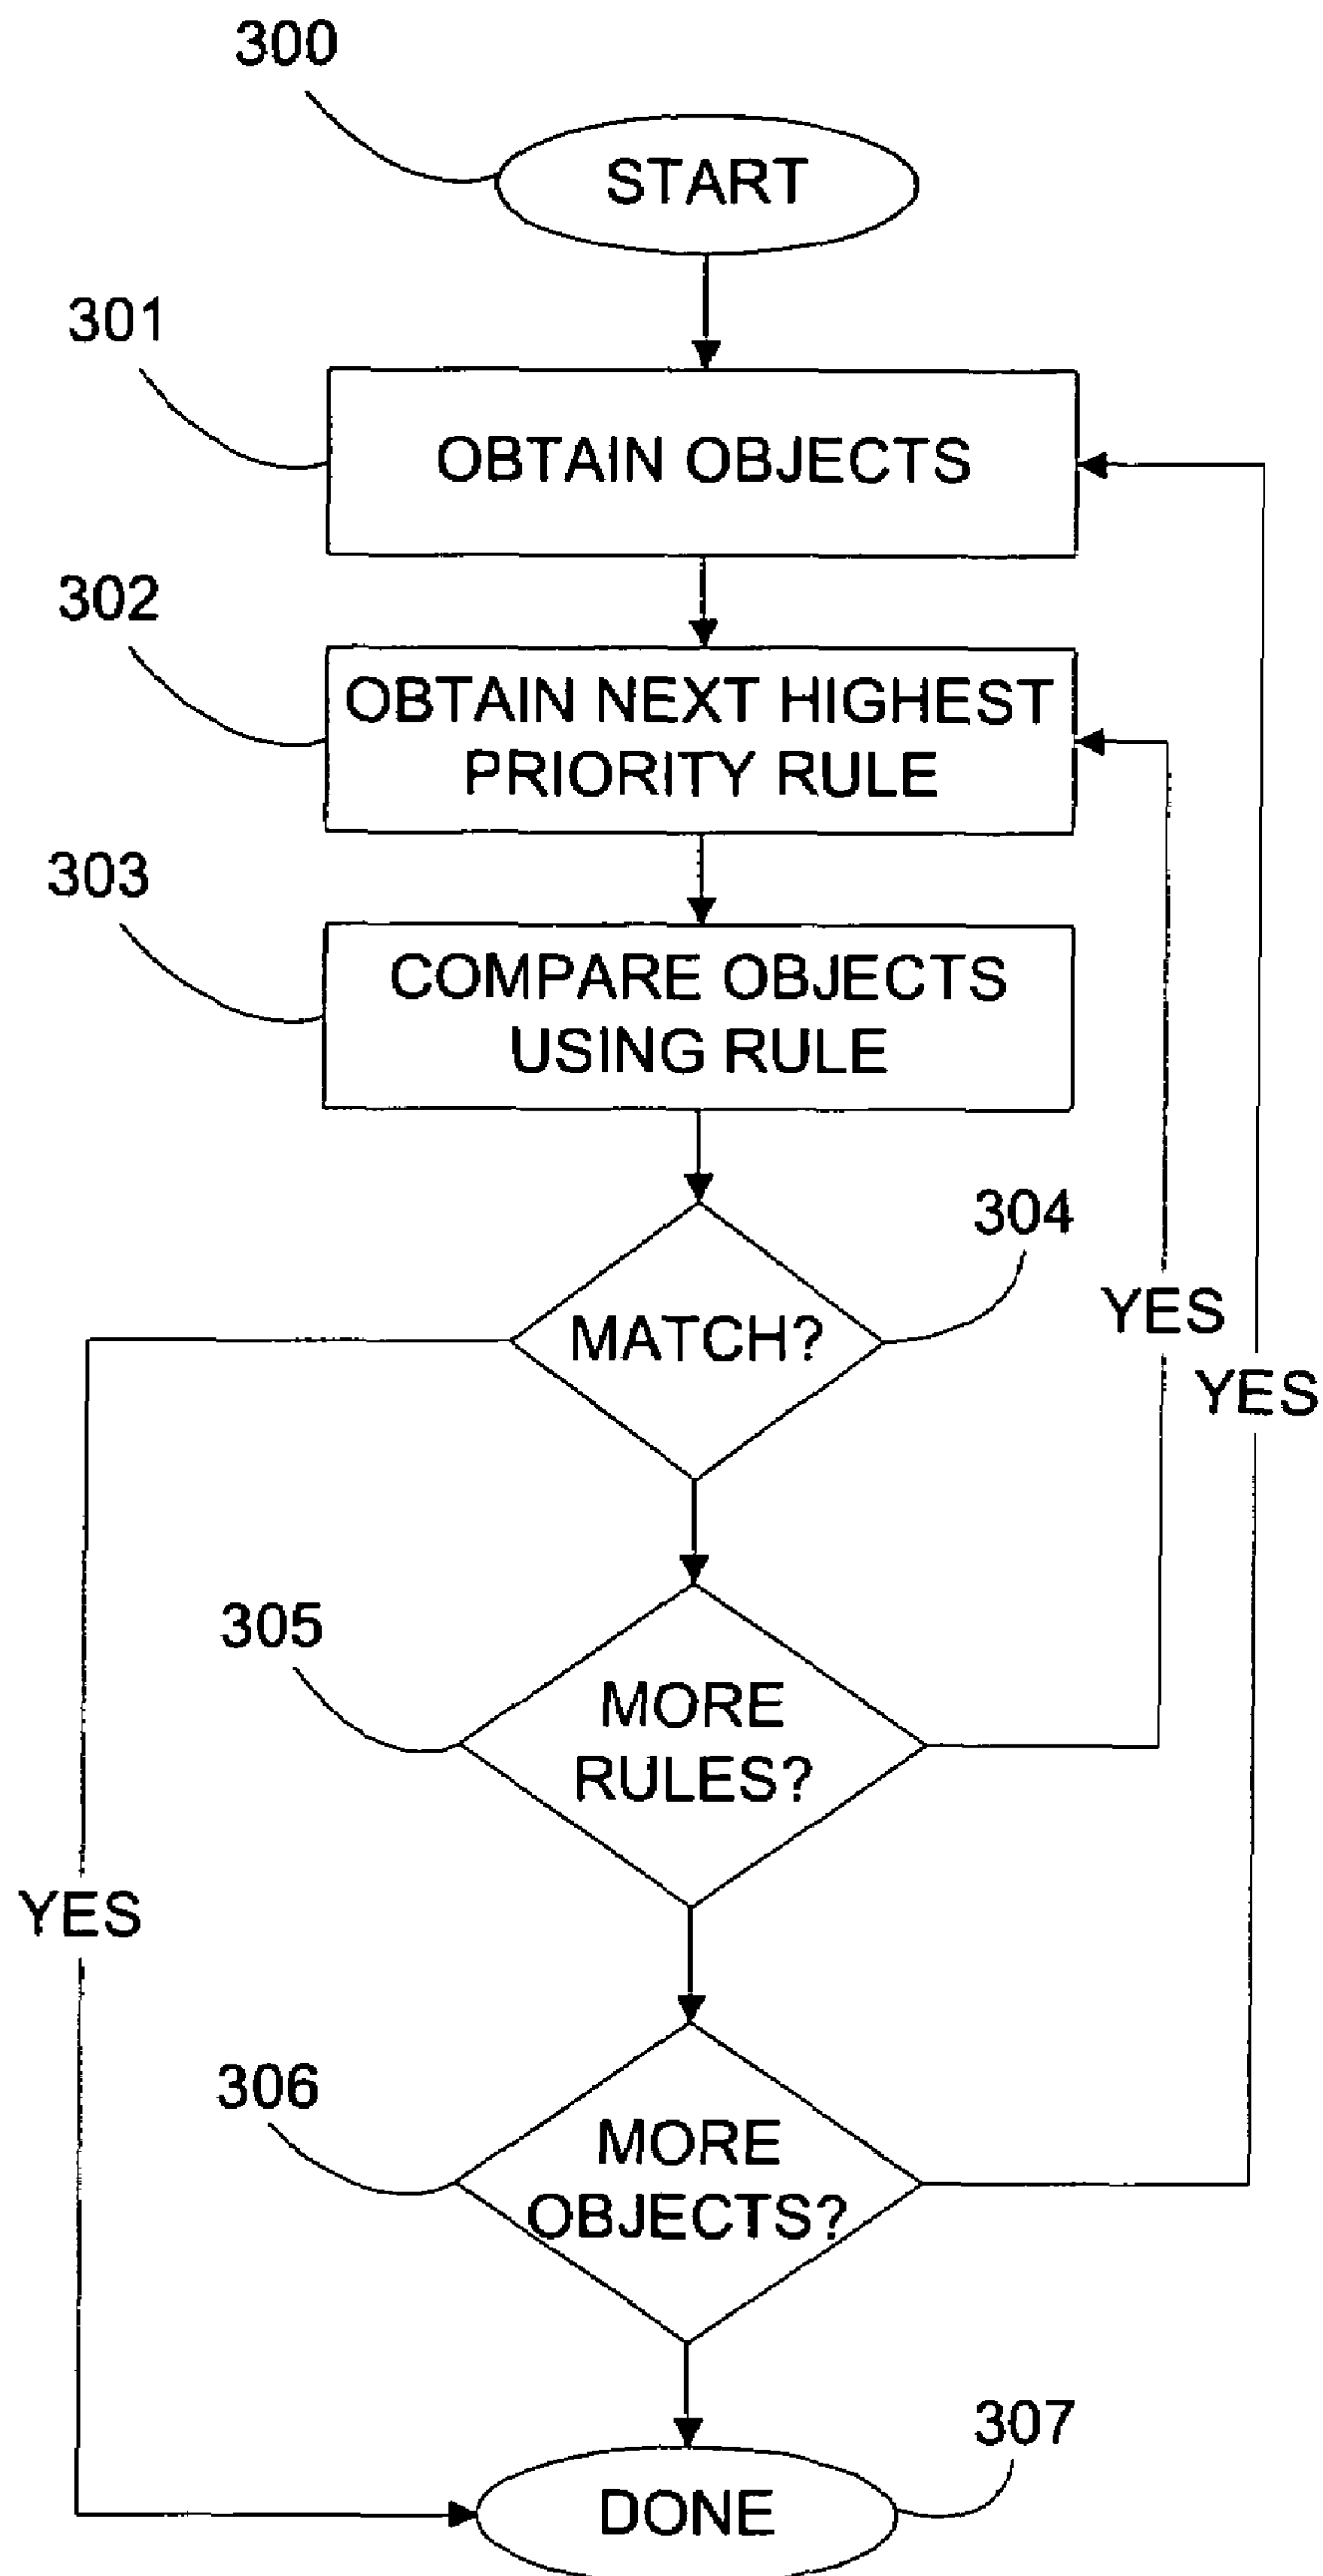 300
START
301
OBTAIN OBJECTS
302
OBTAIN NEXT HIGHEST
PRIORITY RULE
303
COMPARE OBJECTS
USING RULE
304
MATCH?
YES
YES
305
MORE
RULES?
YES
306
MORE
OBJECTS?
307
DONE